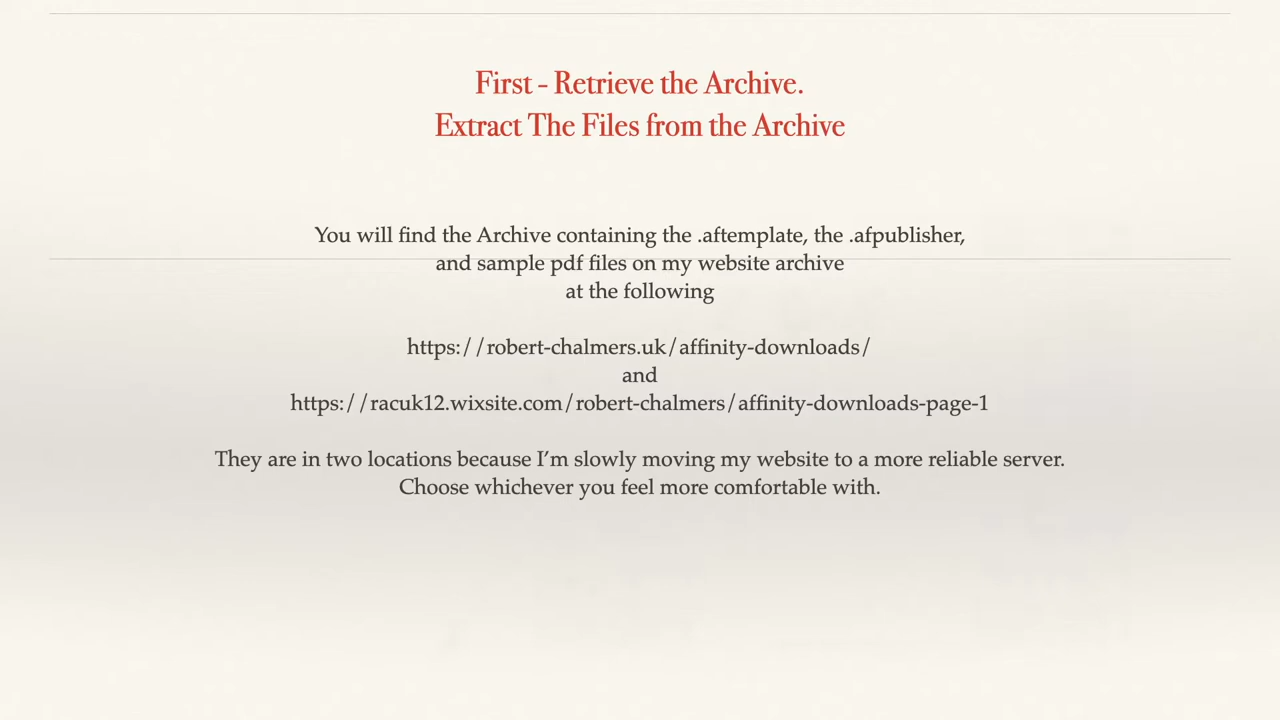 First - Retrieve the Archive.
Extract The Files from the Archive
You will find the Archive containing the .aftemplate, the .afpublisher,
and sample pdf files on my website archive
at the following
https://robert-chalmers.uk/affinity-downloads/
and
https://racuk12.wixsite.com/robert-chalmers/affinity-downloads-page-1
They are in two locations because I’m slowly moving my website to a more reliable server.
Choose whichever you feel more comfortable with.